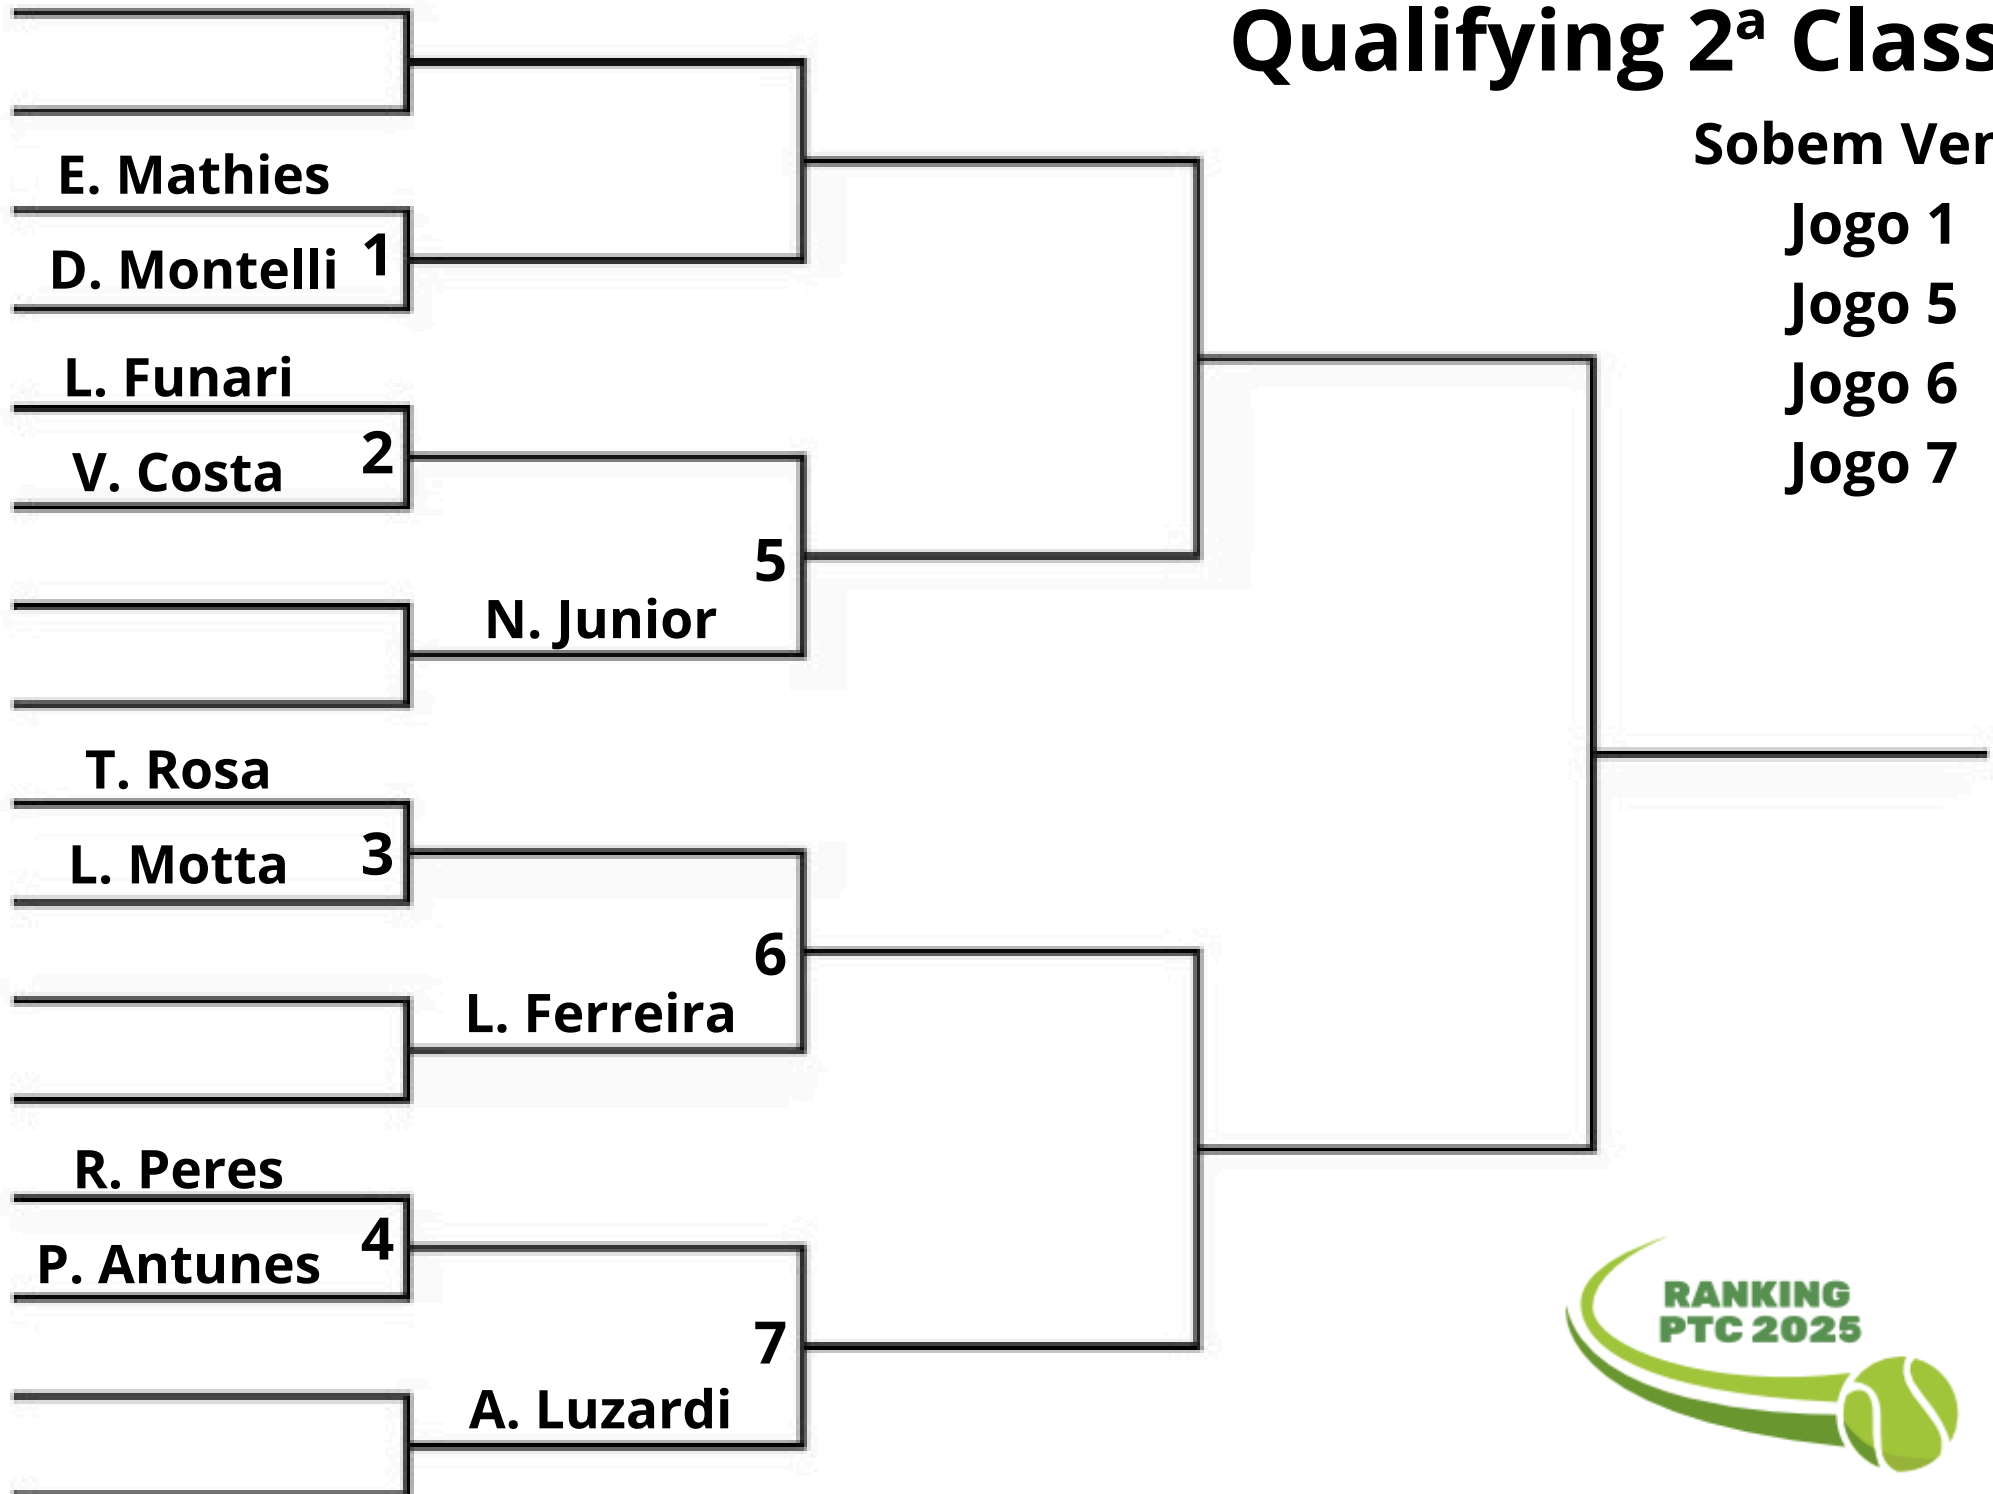 Qualifying 2ª Class
Sobem Ven
Jogo 1
Jogo 5
Jogo 6
Jogo 7
E. Mathies
D. Montelli 1
L. Funari
V. Costa 2
5
N. Junior
T. Rosa
L. Motta 3
6
L. Ferreira
R. Peres
P. Antunes 4
7
A. Luzardi
RANKING
PTC 2025